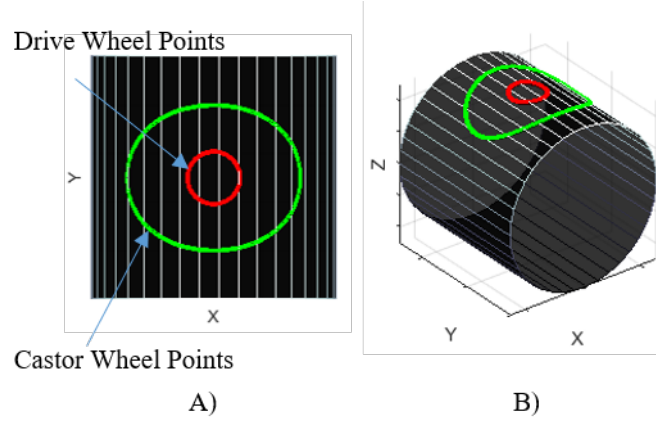 Drive Wheel Points
Y
X
Castor Wheel Points
A)
Z
Y
X
B)